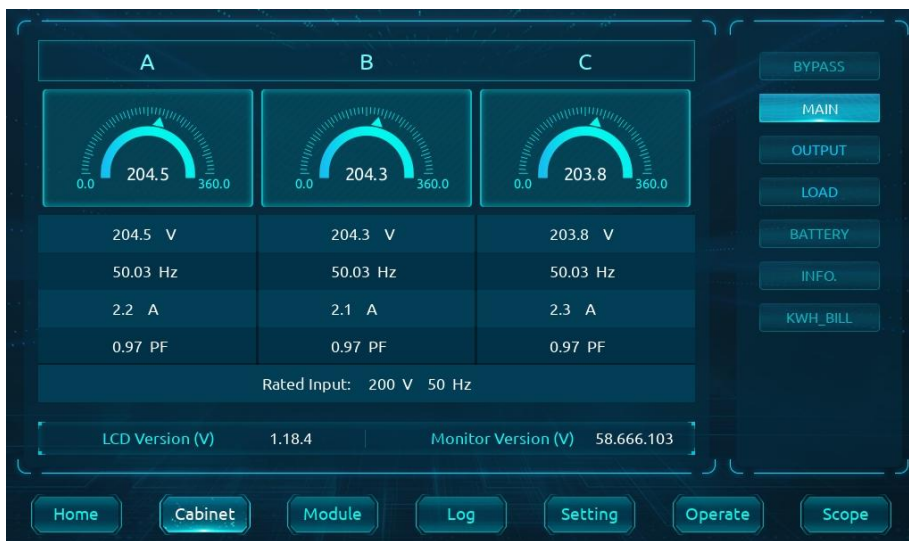 A B C
204.5 204.3 203.8
0.0 360.0 0.0 360.0 0.0 360.0
204.5 V 204.3 V 203.8 V
50.03 Hz 50.03 Hz 50.03 Hz
2.2 A 2.1 A 2.3 A
0.97 PF 0.97 PF 0.97 PF
Rated Input: 200 V 50 Hz
LCD Version (V) 1.18.4 Monitor Version (V) 58.666.103
BYPASS
MAIN
OUTPUT
LOAD
BATTERY
INFO.
KWH_BILL
Home Cabinet Module Log Setting Operate Scope